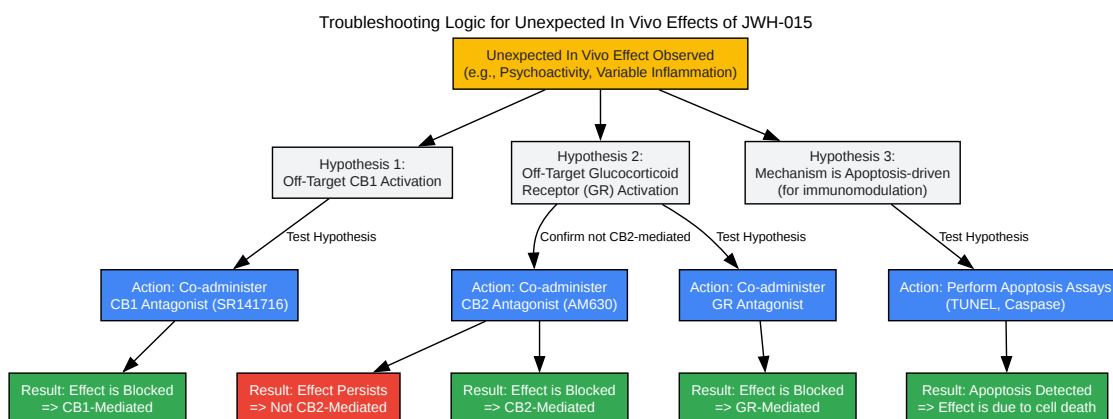 Troubleshooting Logic for Unexpected In Vivo Effects of JWH-015
Unexpected In Vivo Effect Observed
(e.g., Psychoactivity, Variable Inflammation)
Hypothesis 1:
Off-Target CB1 Activation
Hypothesis 2:
Off-Target Glucocorticoid
Receptor (GR) Activation
Hypothesis 3:
Mechanism is Apoptosis-driven
(for immunomodulation)
Test Hypothesis
Confirm not CB2-mediated
Test Hypothesis
Test Hypothesis
Action: Co-administer
CB1 Antagonist (SR141716)
Action: Co-administer
CB2 Antagonist (AM630)
Action: Co-administer
GR Antagonist
Action: Perform Apoptosis Assays
(TUNEL, Caspase)
Result: Effect is Blocked
=> CB1-Mediated
Result: Effect Persists
=> Not CB2-Mediated
Result: Effect is Blocked
=> CB2-Mediated
Result: Effect is Blocked
=> GR-Mediated
Result: Apoptosis Detected
=> Effect is due to cell death